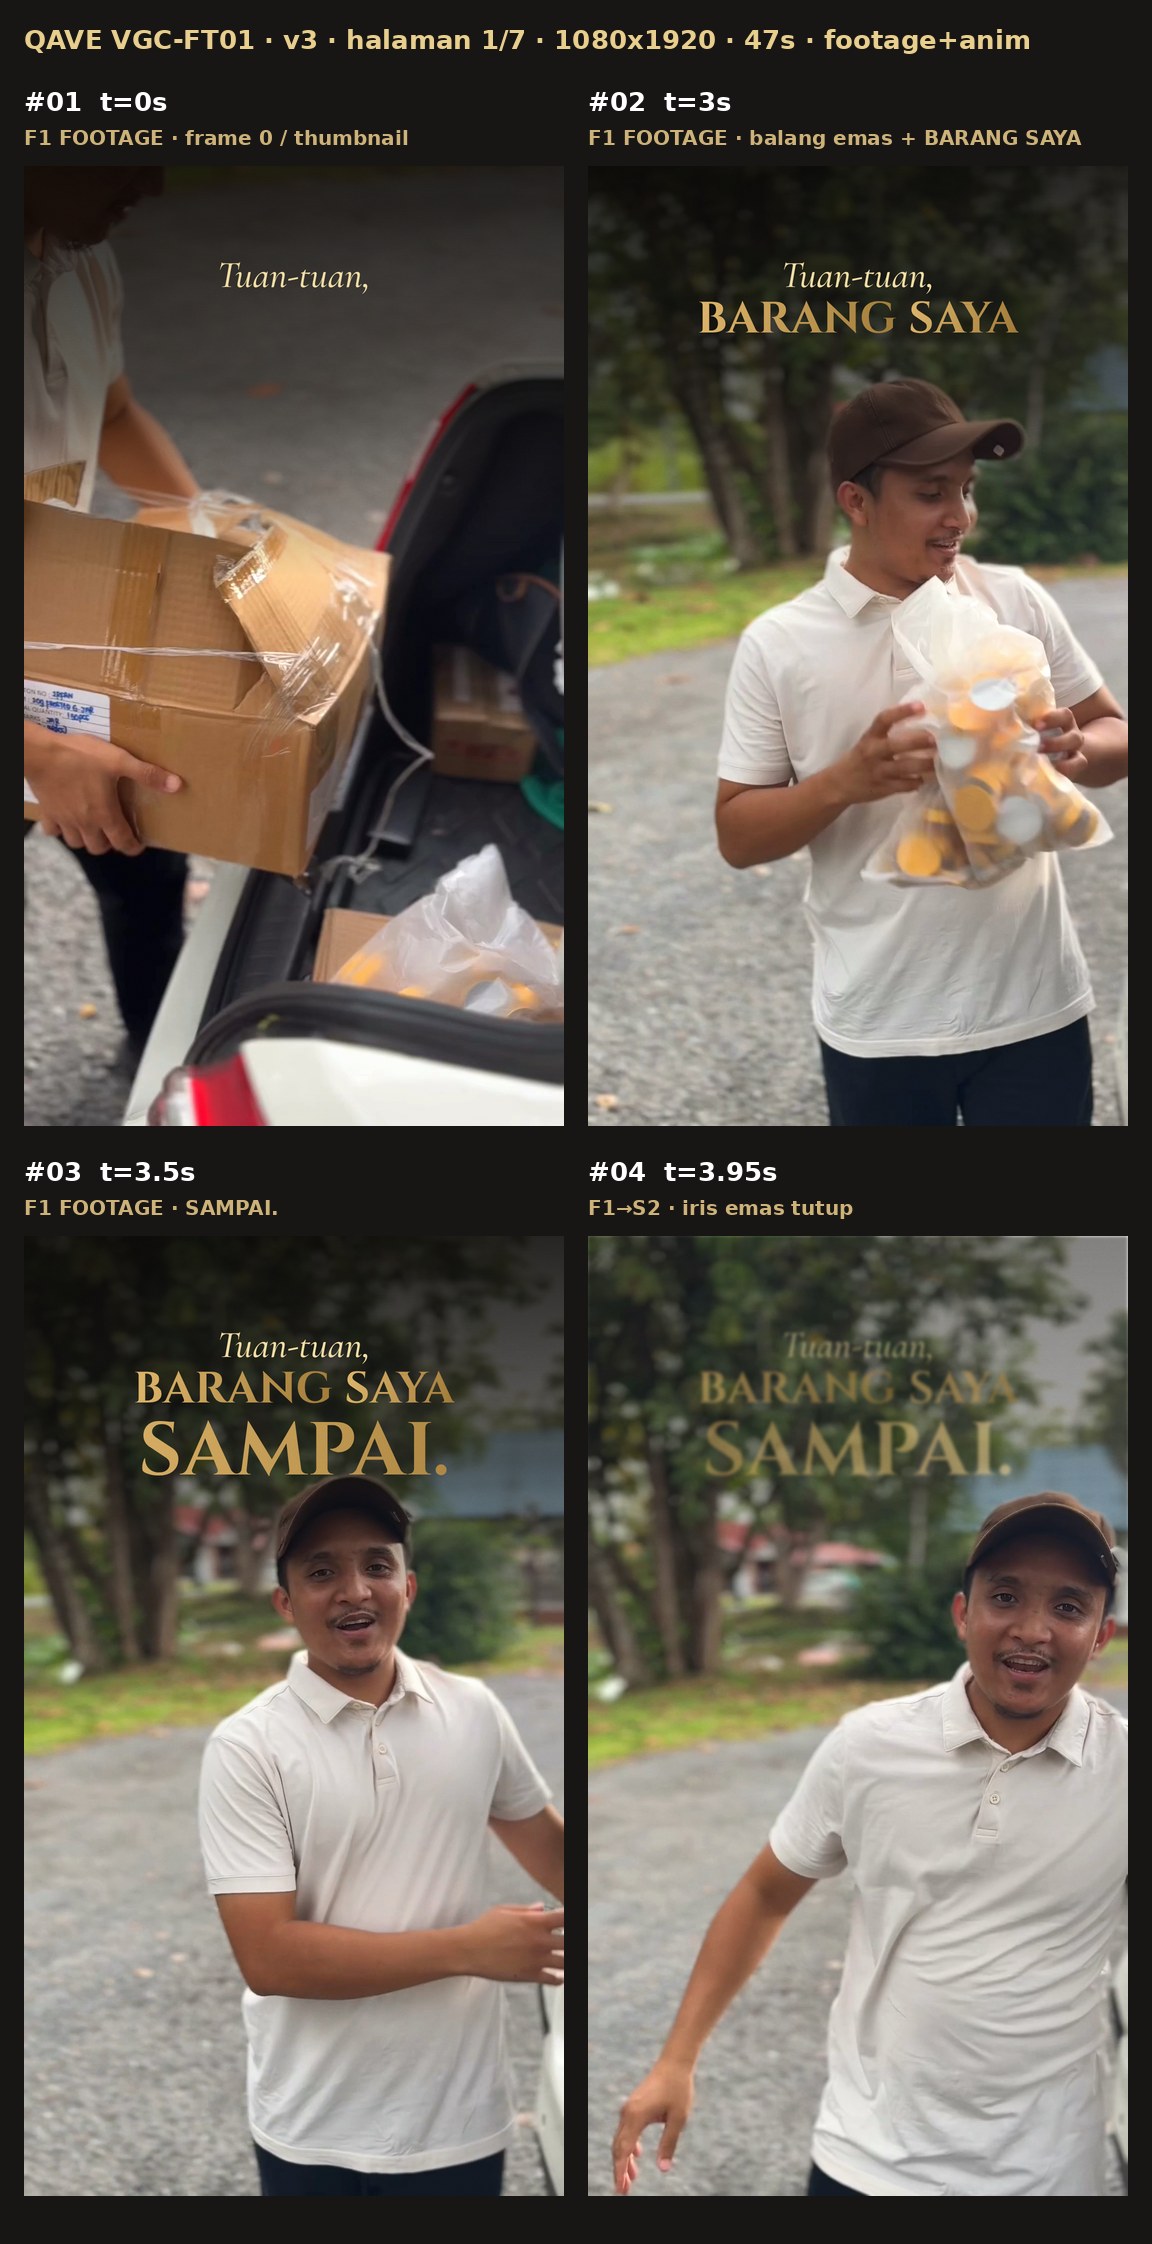 QAVE VGC-FT01 · v3 · halaman 1/7 · 1080x1920 · 47s · footage+anim
#01 t=0s
F1 FOOTAGE · frame 0 / thumbnail
Tuan-tuan,
#02 t=3s
F1 FOOTAGE · balang emas + BARANG SAYA
Tuan-tuan,
BARANG SAYA
#03 t=3.5s
F1 FOOTAGE · SAMPAI.
Tuan-tuan,
BARANG SAYA
SAMPAI.
#04 t=3.95s
F1→S2 · iris emas tutup
Tuan-tuan,
BARANG SAYA
SAMPAI.